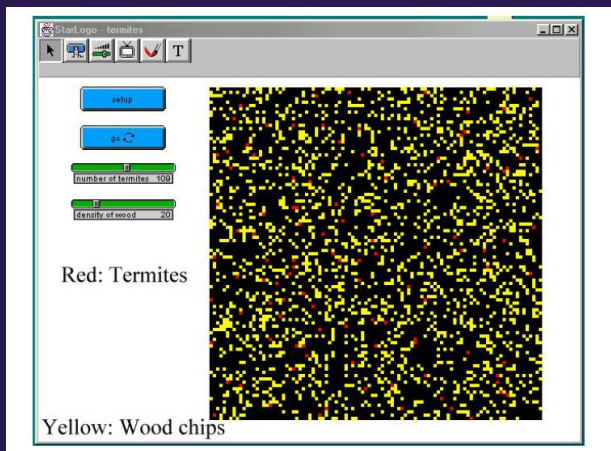 StarLogo - termites
T
setup
go
number of termites 109
density of wood 20
Red: Termites
Yellow: Wood chips